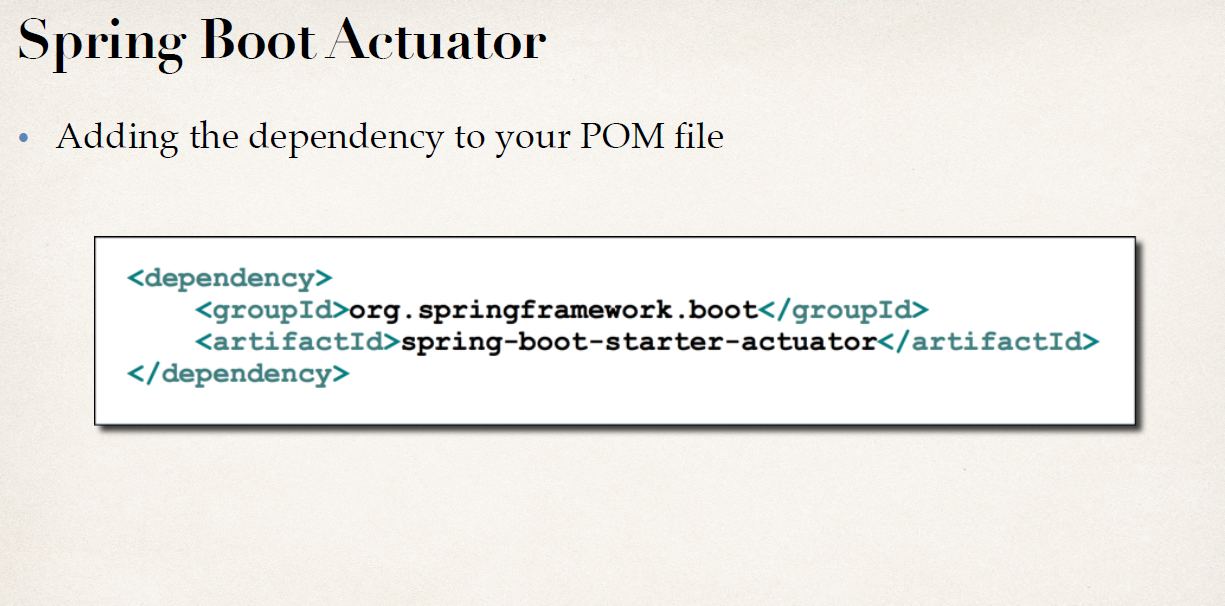 Spring Boot Actuator
• Adding the dependency to your POM file
<dependency>
    <groupId>org.springframework.boot</groupId>
    <artifactId>spring-boot-starter-actuator</artifactId>
</dependency>